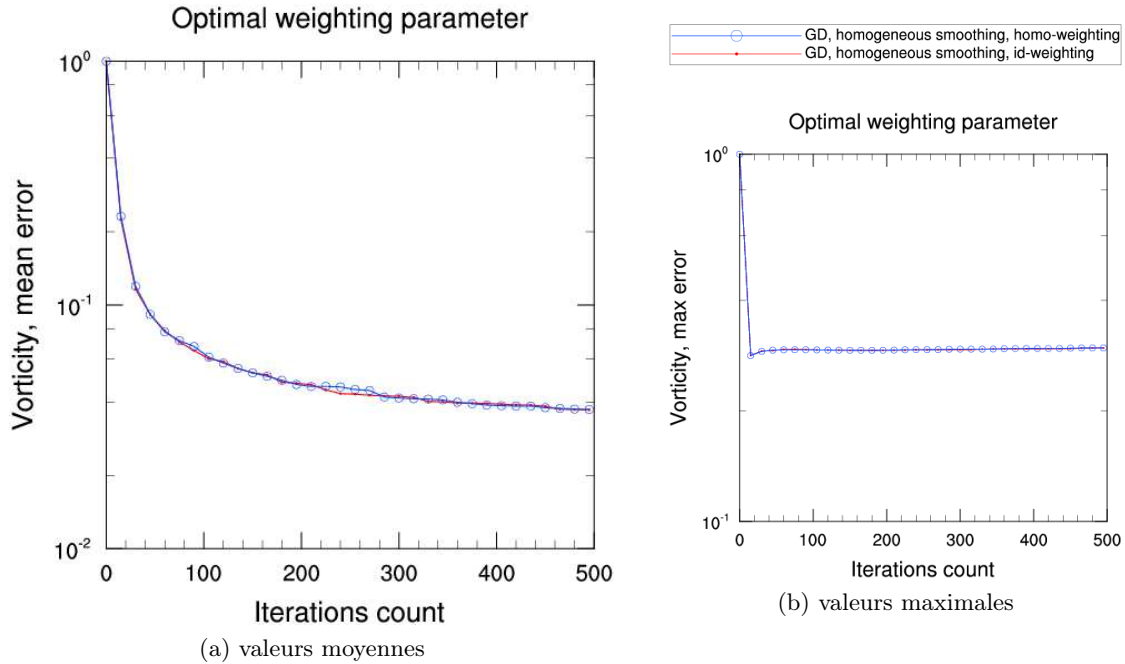 Optimal weighting parameter
10^0
10^-1
10^-2
Vorticity, mean error
0 100 200 300 400 500
Iterations count
(a) valeurs moyennes
GD, homogeneous smoothing, homo-weighting
GD, homogeneous smoothing, id-weighting
Optimal weighting parameter
10^0
10^-1
Vorticity, max error
0 100 200 300 400 500
Iterations count
(b) valeurs maximales